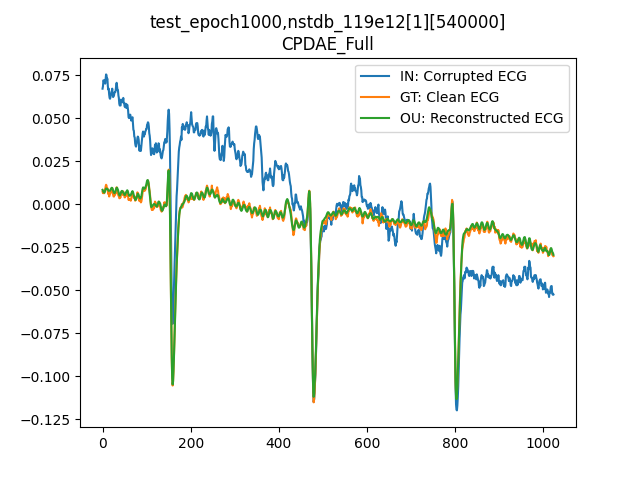 test_epoch1000,nstdb_119e12[1][540000]
CPDAE_Full
IN: Corrupted ECG
GT: Clean ECG
OU: Reconstructed ECG
0.075
0.050
0.025
0.000
−0.025
−0.050
−0.075
−0.100
−0.125
0 200 400 600 800 1000